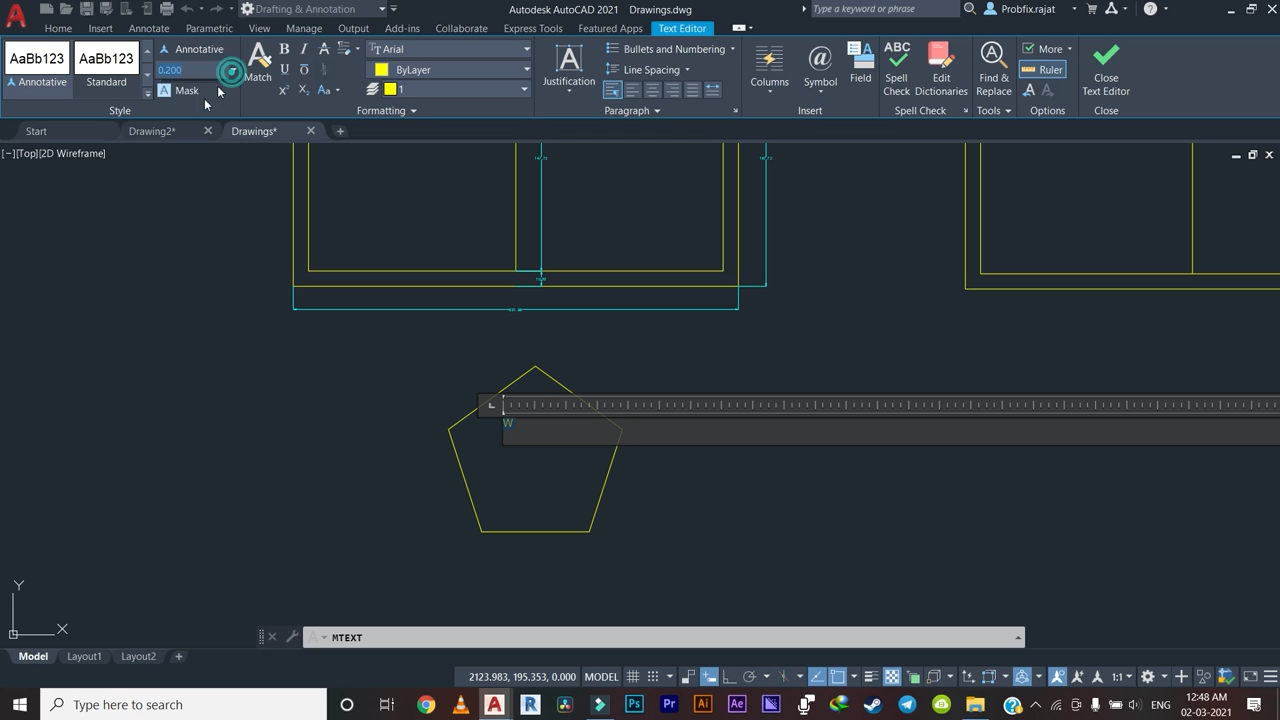 Drafting & Annotation
Autodesk AutoCAD 2021 Drawings.dwg
Type a keyword or phrase
Probfix.rajat
Home Insert Annotate Parametric View Manage Output Add-ins Collaborate Express Tools Featured Apps Text Editor
AaBb123 AaBb123
Annotative
Standard
Annotative
0.200
A Mask
Style
Match
Arial
ByLayer
1
Formatting
Justification
Bullets and Numbering
Line Spacing
Paragraph
Columns
Symbol
Field
Insert
ABC
Spell
Check
Edit
Dictionaries
Spell Check
Find &
Replace
Tools
More
Ruler
Options
Close
Text Editor
Close
Start
Drawing2*
Drawings*
[−][Top][2D Wireframe]
W
Y
X
MTEXT
Model Layout1 Layout2
2123.983, 195.353, 0.000 MODEL
1:1
Type here to search
ENG
12:48 AM
02-03-2021